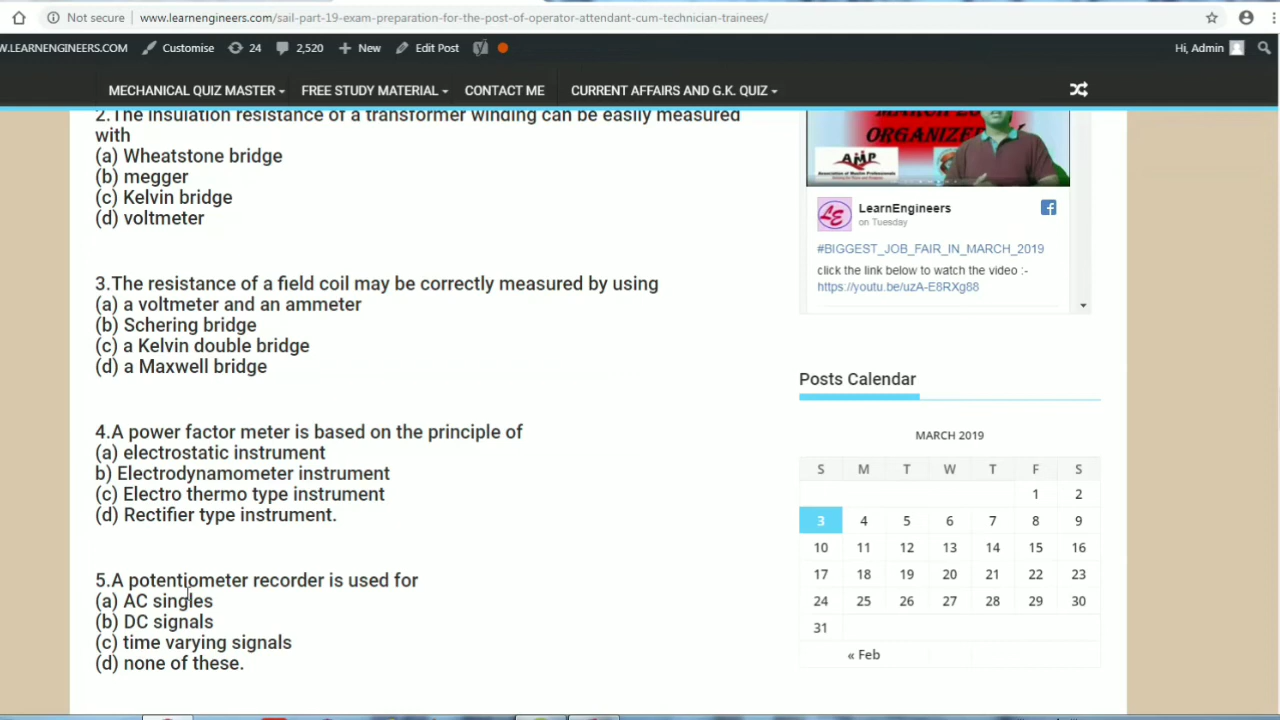 Not secure www.learnengineers.com/sail-part-19-exam-preparation-for-the-post-of-operator-attendant-cum-technician-trainees/
W.LEARNENGINEERS.COM Customise 24 2,520 New Edit Post Hi, Admin
MECHANICAL QUIZ MASTER FREE STUDY MATERIAL CONTACT ME CURRENT AFFAIRS AND G.K. QUIZ
2.The insulation resistance of a transformer winding can be easily measured
with
(a) Wheatstone bridge
(b) megger
(c) Kelvin bridge
(d) voltmeter
3.The resistance of a field coil may be correctly measured by using
(a) a voltmeter and an ammeter
(b) Schering bridge
(c) a Kelvin double bridge
(d) a Maxwell bridge
4.A power factor meter is based on the principle of
(a) electrostatic instrument
b) Electrodynamometer instrument
(c) Electro thermo type instrument
(d) Rectifier type instrument.
5.A potentiometer recorder is used for
(a) AC singles
(b) DC signals
(c) time varying signals
(d) none of these.
ORGANIZE
AMP
Association of Muslim Professionals
LE
LearnEngineers
on Tuesday
#BIGGEST_JOB_FAIR_IN_MARCH_2019
click the link below to watch the video :-
https://youtu.be/uzA-E8RXg88
Posts Calendar
MARCH 2019
S M T W T F S
1 2
3 4 5 6 7 8 9
10 11 12 13 14 15 16
17 18 19 20 21 22 23
24 25 26 27 28 29 30
31
« Feb